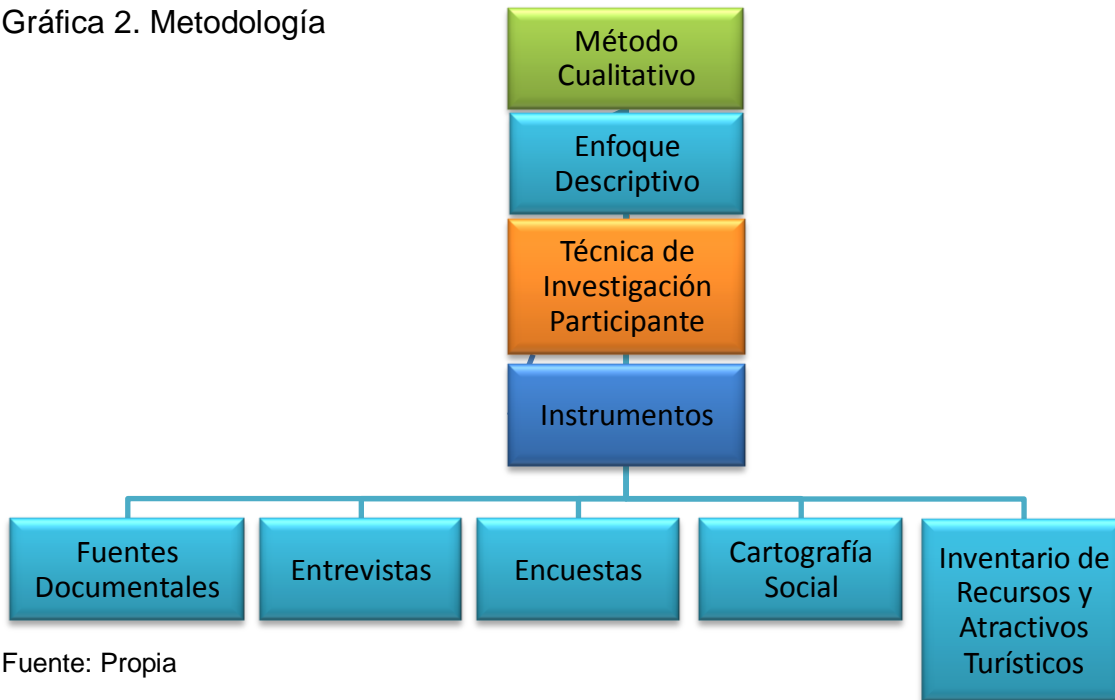 Gráfica 2. Metodología
Método
Cualitativo
Enfoque
Descriptivo
Técnica de
Investigación
Participante
Instrumentos
Fuentes
Documentales
Entrevistas
Encuestas
Cartografía
Social
Inventario de
Recursos y
Atractivos
Turísticos
Fuente: Propia